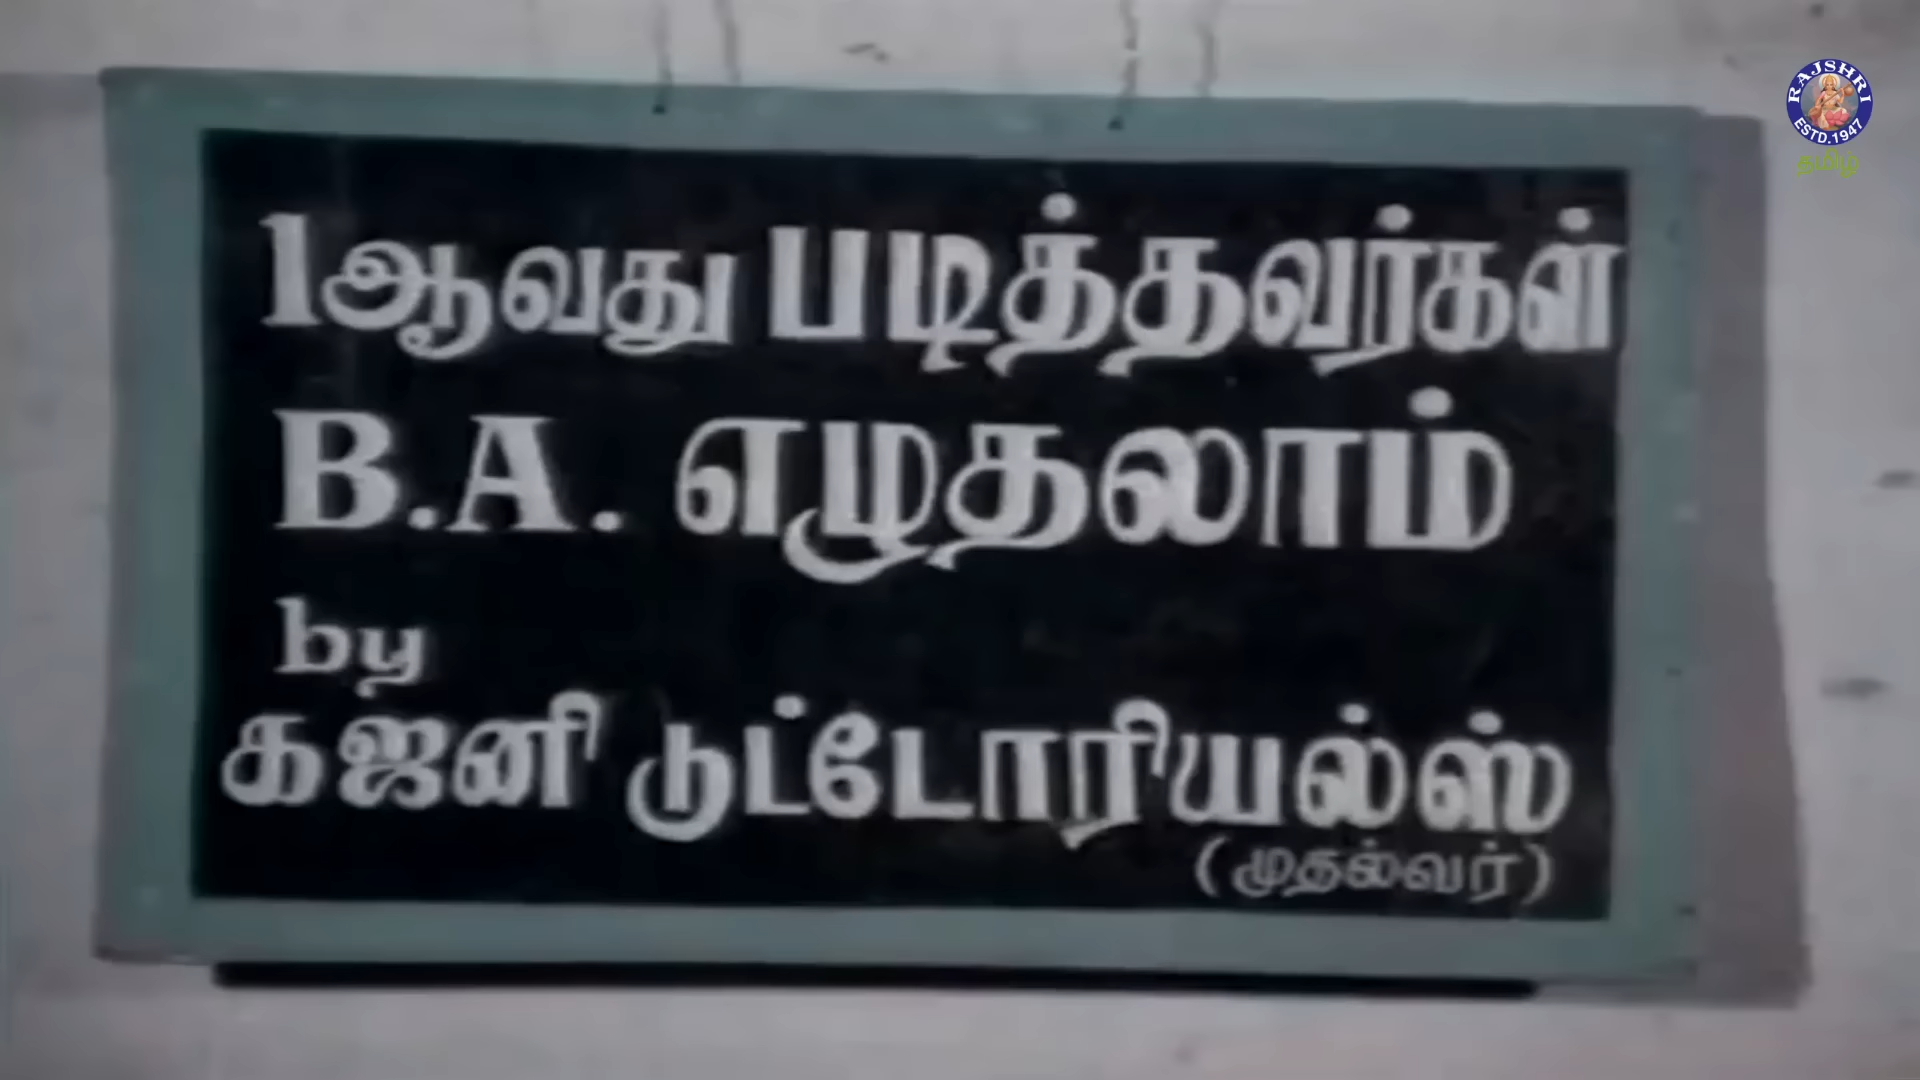 1ஆவது படித்தவர்கள்
B.A. எழுதலாம்
by
கஜனி டுட்டோரியல்ஸ்
(முதல்வர்)
RAJSHRI
ESTD.1947
தமிழ்